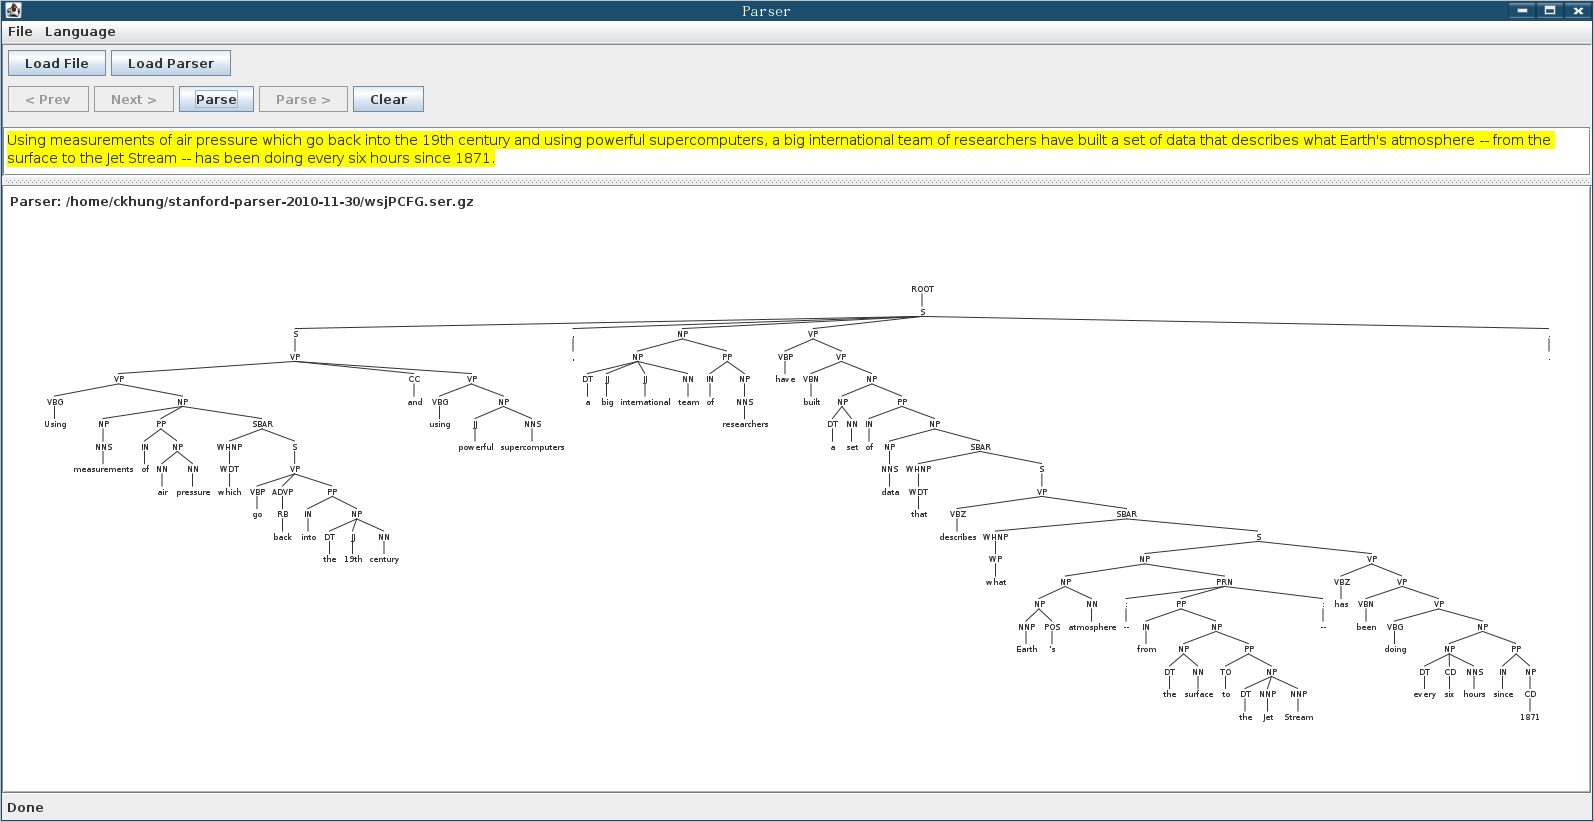 Parser
File Language
Load File Load Parser
< Prev Next > Parse Parse > Clear
Using measurements of air pressure which go back into the 19th century and using powerful supercomputers, a big international team of researchers have built a set of data that describes what Earth's atmosphere -- from the
surface to the Jet Stream -- has been doing every six hours since 1871.
Parser: /home/ckhung/stanford-parser-2010-11-30/wsjPCFG.ser.gz
ROOT
S
S , NP VP .
VP , NP PP VBP VP .
VP CC VP DT JJ JJ NN IN NP have VBN NP
VBG NP and VBG NP a big international team of NNS built NP PP
Using NP PP SBAR using JJ NNS researchers DT NN IN NP
NNS IN NP WHNP S powerful supercomputers a set of NP SBAR
measurements of NN NN WDT VP NNS WHNP S
air pressure which VBP ADVP PP data WDT VP
go RB IN NP that VBZ SBAR
back into DT JJ NN describes WHNP S
the 19th century WP NP VP
what NP PRN VBZ VP
NP NN : PP : has VBN VP
NNP POS atmosphere -- IN NP -- been VBG NP
Earth 's from NP PP doing NP PP
DT NN TO NP DT CD NNS IN NP
the surface to DT NNP NNP every six hours since CD
the Jet Stream 1871
Done